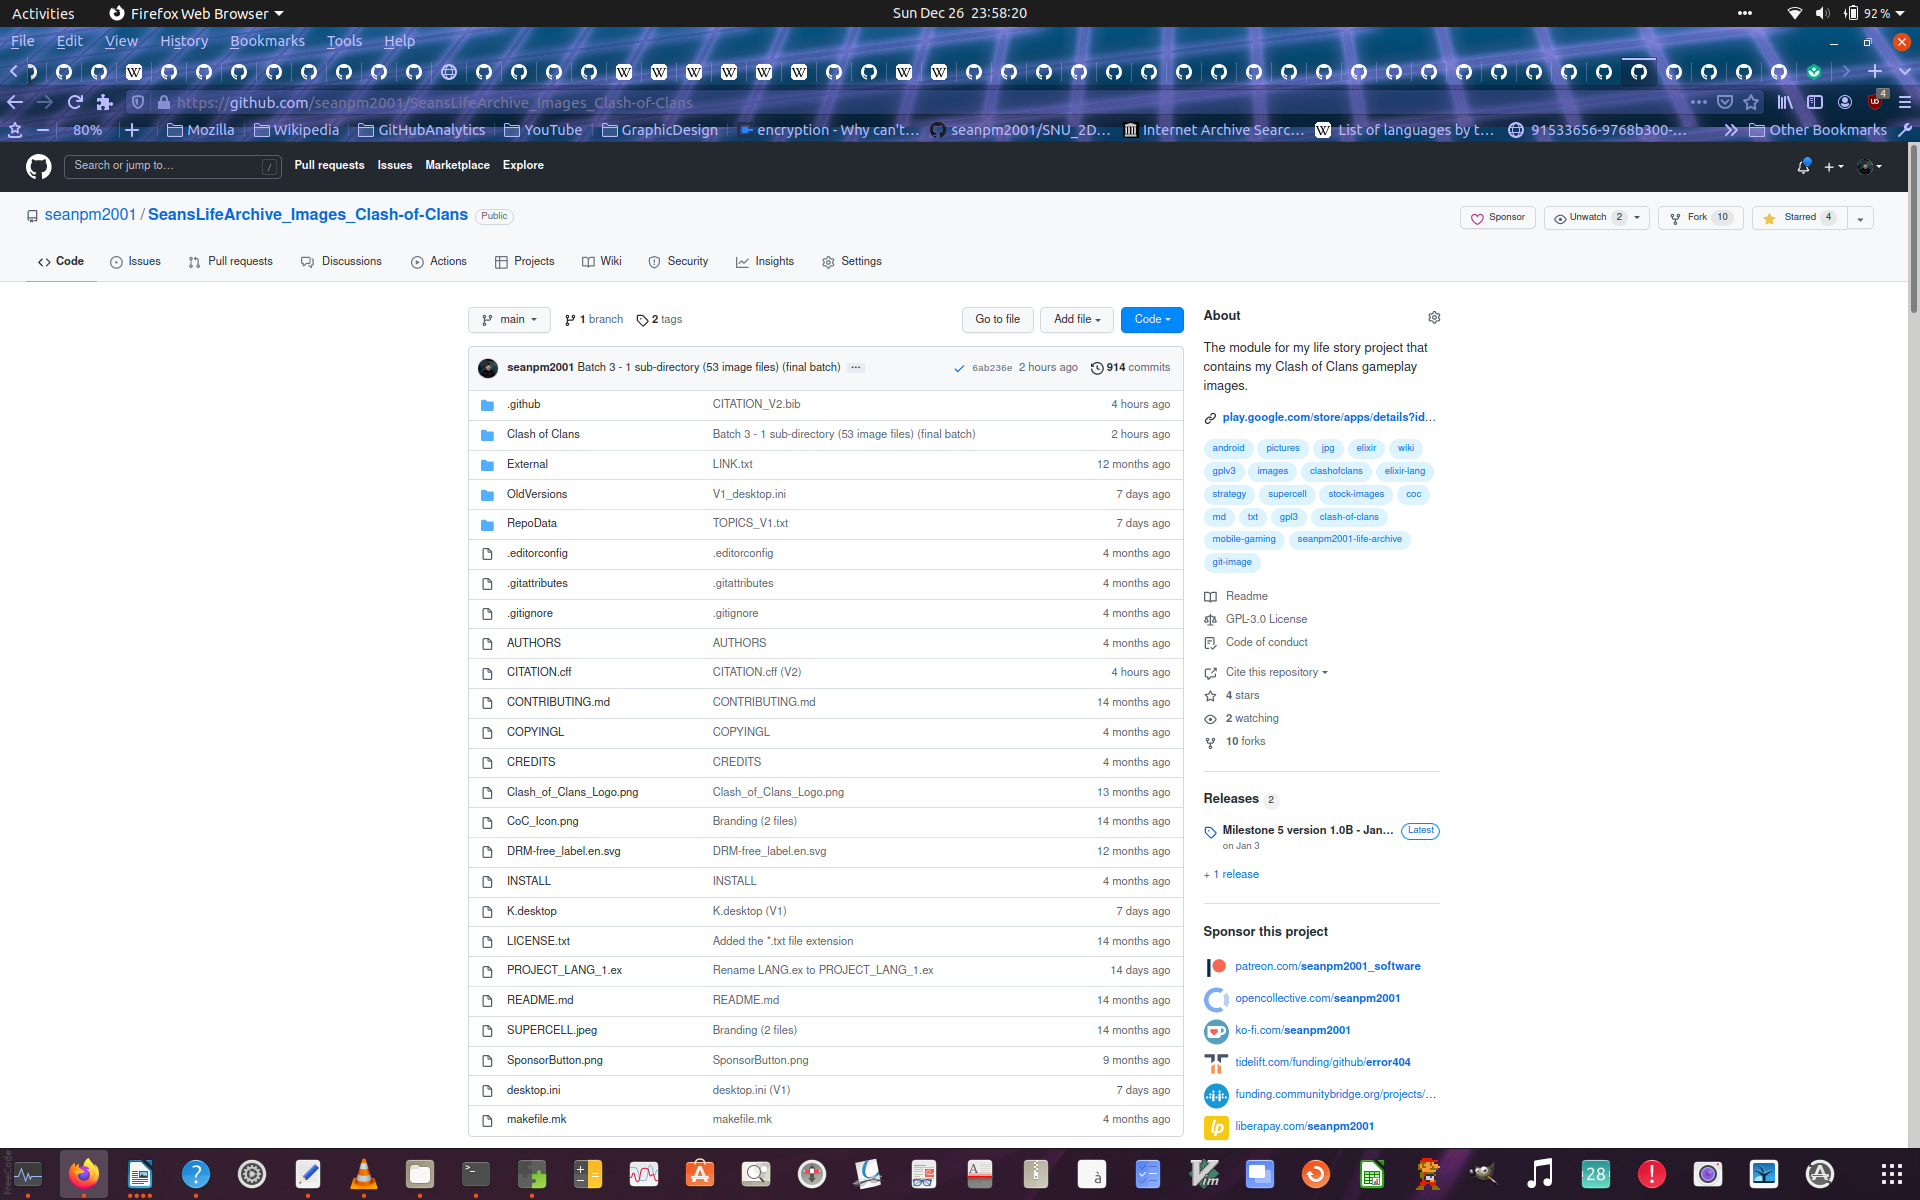 Activities Firefox Web Browser Sun Dec 26 23:58:20 92 %
File Edit View History Bookmarks Tools Help
https://github.com/seanpm2001/SeansLifeArchive_Images_Clash-of-Clans 4
80% Mozilla Wikipedia GitHubAnalytics YouTube GraphicDesign encryption - Why can't... seanpm2001/SNU_2D... Internet Archive Searc... List of languages by t... 91533656-9768b300-... Other Bookmarks
Search or jump to... / Pull requests Issues Marketplace Explore
seanpm2001 / SeansLifeArchive_Images_Clash-of-Clans Public Sponsor Unwatch 2 Fork 10 Starred 4
Code Issues Pull requests Discussions Actions Projects Wiki Security Insights Settings
main 1 branch 2 tags Go to file Add file Code
seanpm2001 Batch 3 - 1 sub-directory (53 image files) (final batch) ... 6ab236e 2 hours ago 914 commits
.github CITATION_V2.bib 4 hours ago
Clash of Clans Batch 3 - 1 sub-directory (53 image files) (final batch) 2 hours ago
External LINK.txt 12 months ago
OldVersions V1_desktop.ini 7 days ago
RepoData TOPICS_V1.txt 7 days ago
.editorconfig .editorconfig 4 months ago
.gitattributes .gitattributes 4 months ago
.gitignore .gitignore 4 months ago
AUTHORS AUTHORS 4 months ago
CITATION.cff CITATION.cff (V2) 4 hours ago
CONTRIBUTING.md CONTRIBUTING.md 14 months ago
COPYINGL COPYINGL 4 months ago
CREDITS CREDITS 4 months ago
Clash_of_Clans_Logo.png Clash_of_Clans_Logo.png 13 months ago
CoC_Icon.png Branding (2 files) 14 months ago
DRM-free_label.en.svg DRM-free_label.en.svg 12 months ago
INSTALL INSTALL 4 months ago
K.desktop K.desktop (V1) 7 days ago
LICENSE.txt Added the *.txt file extension 14 months ago
PROJECT_LANG_1.ex Rename LANG.ex to PROJECT_LANG_1.ex 14 days ago
README.md README.md 14 months ago
SUPERCELL.jpeg Branding (2 files) 14 months ago
SponsorButton.png SponsorButton.png 9 months ago
desktop.ini desktop.ini (V1) 7 days ago
makefile.mk makefile.mk 4 months ago
About
The module for my life story project that
contains my Clash of Clans gameplay
images.
play.google.com/store/apps/details?id...
android pictures jpg elixir wiki
gplv3 images clashofclans elixir-lang
strategy supercell stock-images coc
md txt gpl3 clash-of-clans
mobile-gaming seanpm2001-life-archive
git-image
Readme
GPL-3.0 License
Code of conduct
Cite this repository
4 stars
2 watching
10 forks
Releases 2
Milestone 5 version 1.0B - Jan... Latest
on Jan 3
+ 1 release
Sponsor this project
patreon.com/seanpm2001_software
opencollective.com/seanpm2001
ko-fi.com/seanpm2001
tidelift.com/funding/github/error404
funding.communitybridge.org/projects/...
liberapay.com/seanpm2001
28